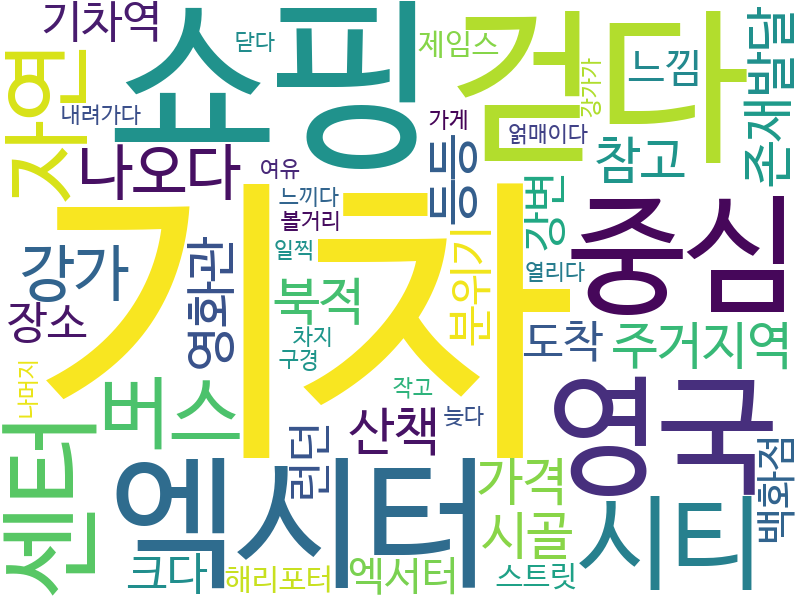 기차역
쇼핑
걷다
닫다
제임스
느낌
존재발달
자연
내려가다
가게
강가가
얽매이다
나오다
여유
등등
참고
느끼다
볼거리
강변
중심
기차
강가
영화관
일찍
분위기
열리다
장소
북적
차지
구경
도착
주거지역
나머지
버스
작고
늦다
영국
센터
산책
런던
엑시터
가격
백화점
시골
시티
크다
해리포터
엑서터
스트릿